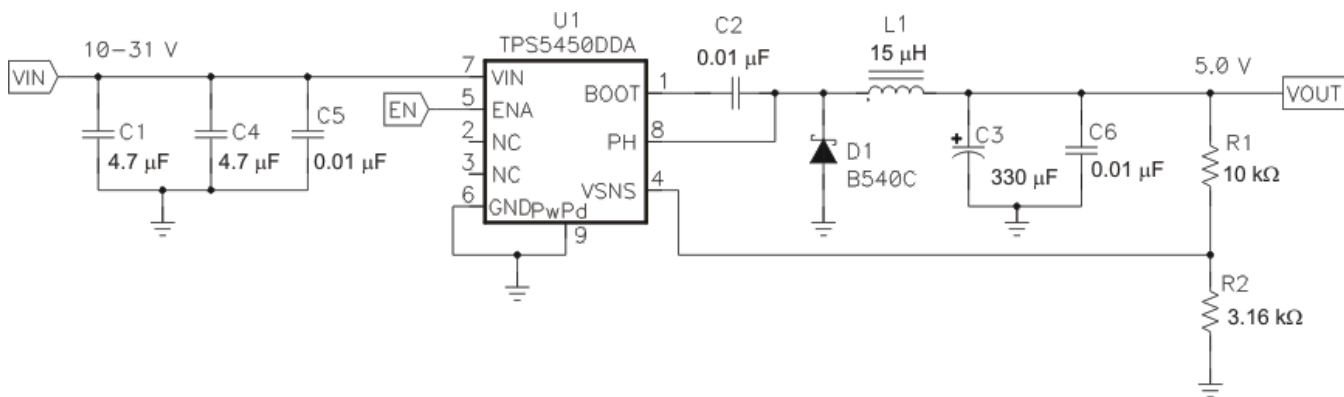 VIN
10-31 V
C1
4.7 µF
C4
4.7 µF
C5
0.01 µF
EN
U1
TPS5450DDA
7
VIN
5
ENA
2
NC
3
NC
6
GND
PwPd
9
BOOT
1
PH
8
VSNS
4
C2
0.01 µF
L1
15 µH
D1
B540C
+
C3
330 µF
C6
0.01 µF
5.0 V
VOUT
R1
10 kΩ
R2
3.16 kΩ